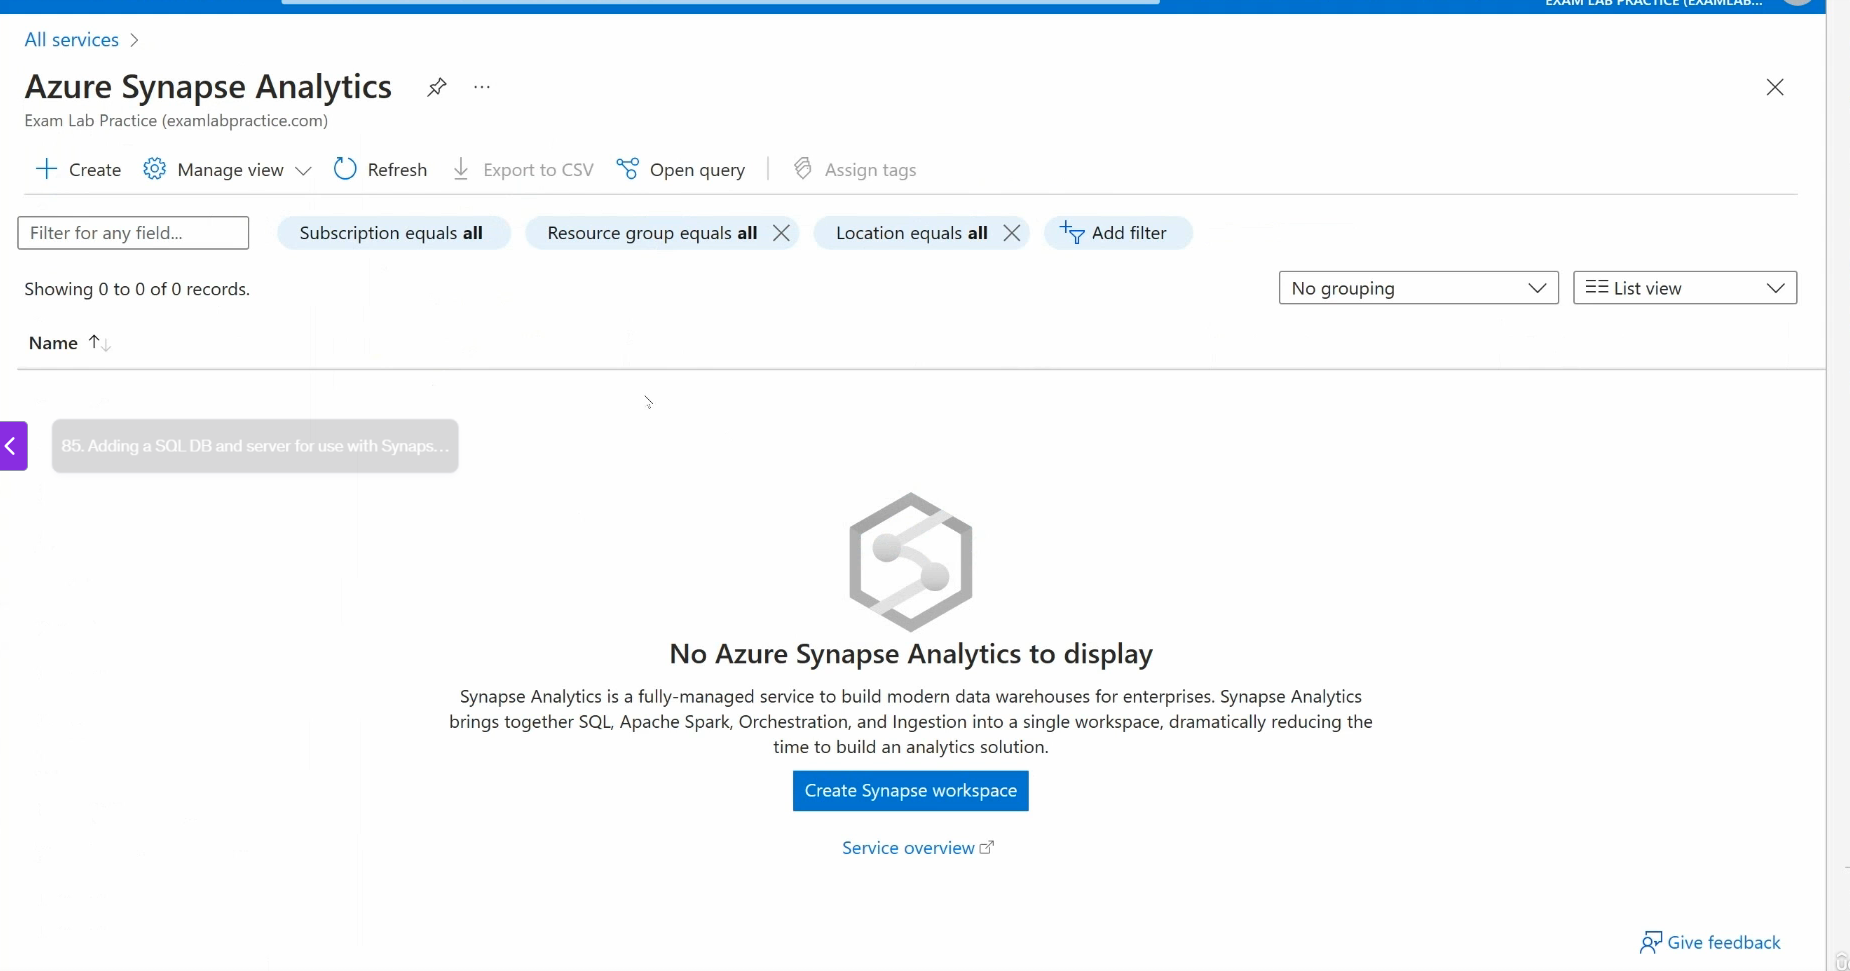 EXAM LAB PRACTICE (EXAMLAB...
All services
Azure Synapse Analytics
Exam Lab Practice (examlabpractice.com)
Create Manage view Refresh Export to CSV Open query Assign tags
Filter for any field... Subscription equals all Resource group equals all Location equals all Add filter
Showing 0 to 0 of 0 records. No grouping List view
Name
85. Adding a SQL DB and server for use with Synaps...
No Azure Synapse Analytics to display
Synapse Analytics is a fully-managed service to build modern data warehouses for enterprises. Synapse Analytics
brings together SQL, Apache Spark, Orchestration, and Ingestion into a single workspace, dramatically reducing the
time to build an analytics solution.
Create Synapse workspace
Service overview
Give feedback